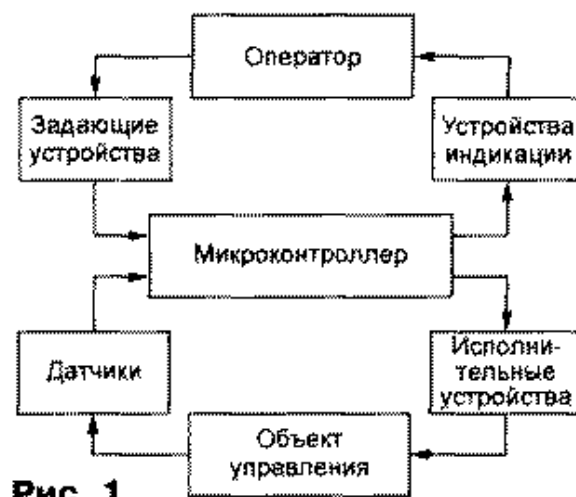 Оператор
Задающие
устройства
Устройства
индикации
Микроконтроллер
Датчики
Исполни-
тельные
устройства
Объект
управления
Рис. 1